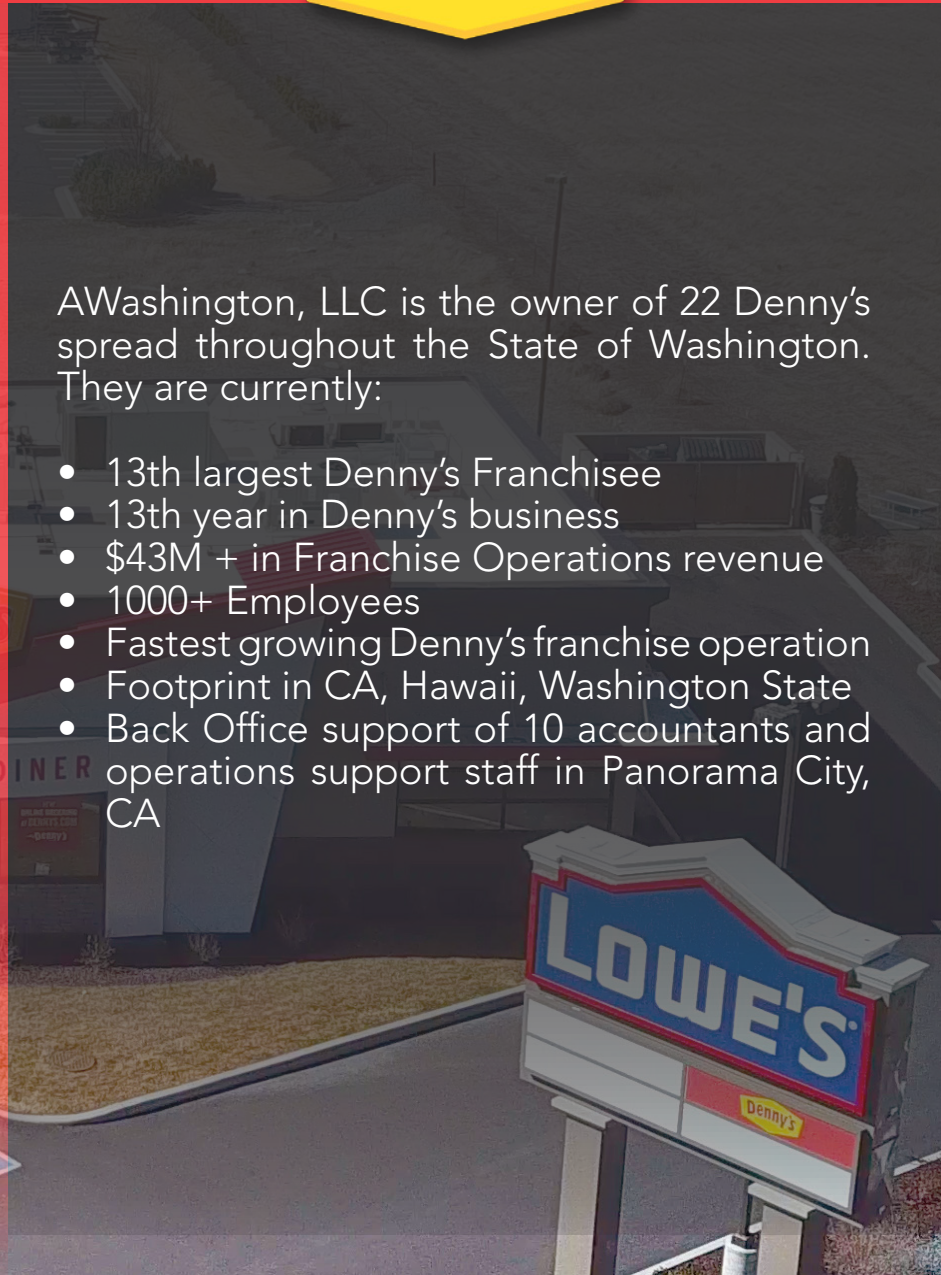 AWashington, LLC is the owner of 22 Denny's
spread throughout the State of Washington.
They are currently:
• 13th largest Denny's Franchisee
• 13th year in Denny's business
• $43M + in Franchise Operations revenue
• 1000+ Employees
• Fastest growing Denny's franchise operation
• Footprint in CA, Hawaii, Washington State
• Back Office support of 10 accountants and
operations support staff in Panorama City,
CA
DINER
Denny's
LOWE'S
Denny's